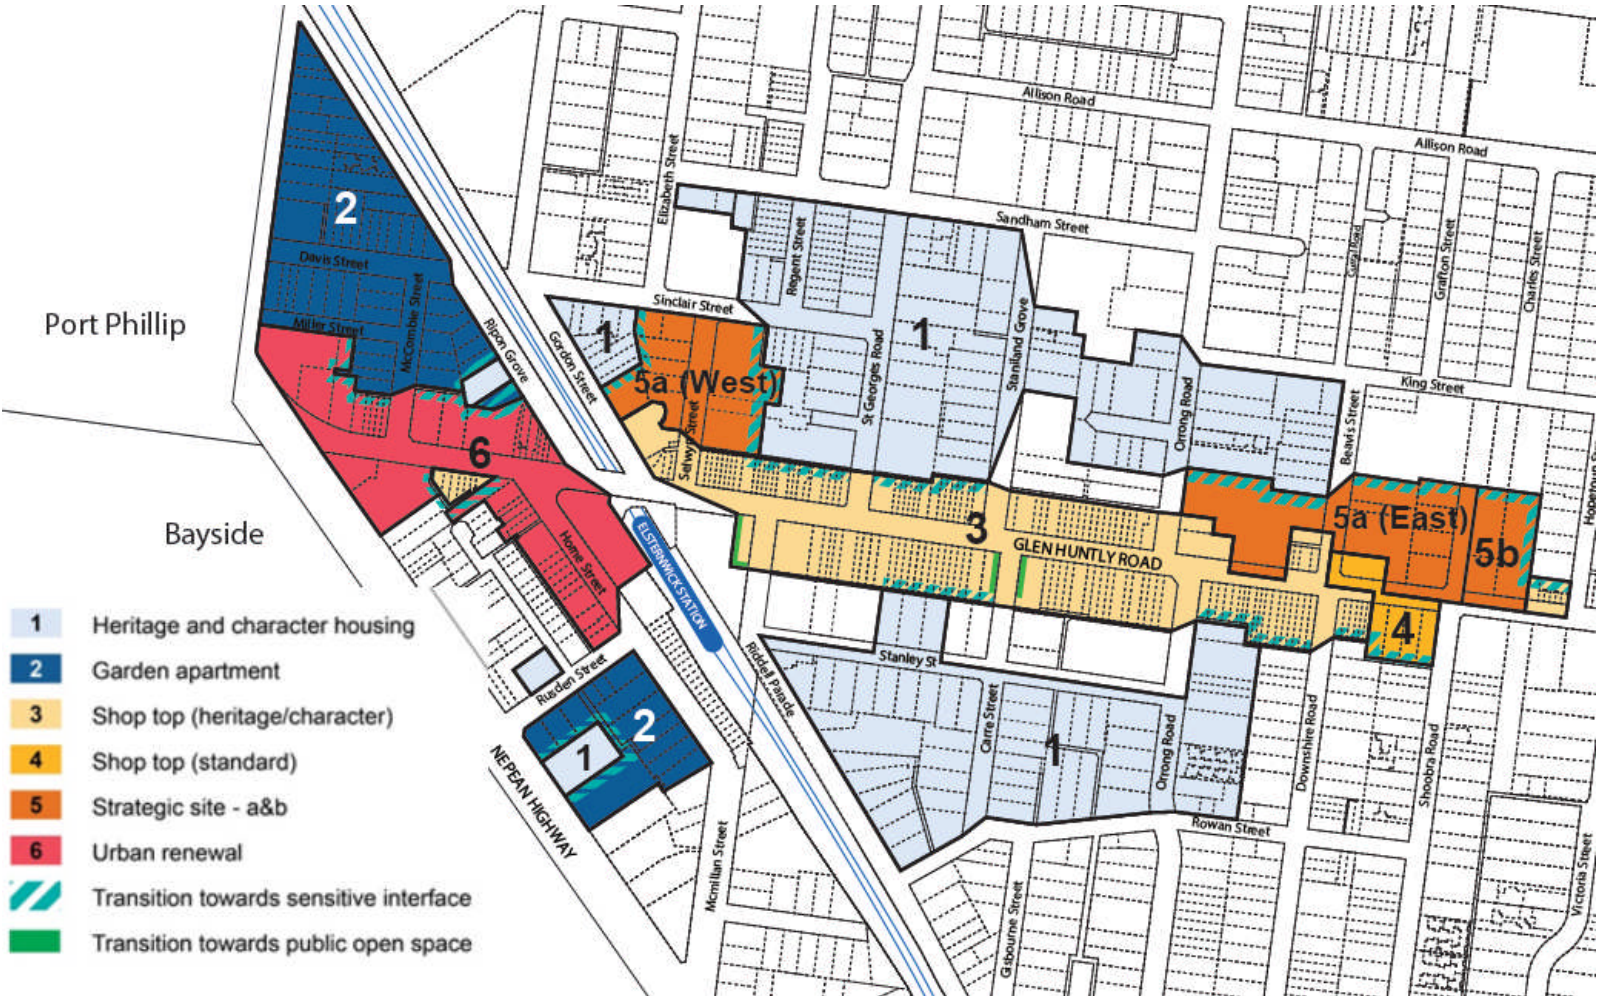 Allison Road
Allison Road
Elizabeth Street
Sandham Street
2
Regent Street
Grafton Street
Charles Street
Davis Street
McCombie Street
Sinclair Street
Port Phillip
Miller Street
Ripon Grove
Gordon Street
1
1
Staniland Grove
St Georges Road
5a (West)
King Street
Orrong Road
Beavis Street
Selwyn Street
6
Bayside
3
GLEN HUNTLY ROAD
5a (East)
5b
Home Street
ELSTERNWICK STATION
4
Stanley St
Riddell Parade
Rusden Street
2
1
1
Carre Street
Orrong Road
Downshire Road
Shoobra Road
NEPEAN HIGHWAY
Rowan Street
Mcmillan Street
Victoria Street
Gisbourne Street
1 Heritage and character housing
2 Garden apartment
3 Shop top (heritage/character)
4 Shop top (standard)
5 Strategic site - a&b
6 Urban renewal
Transition towards sensitive interface
Transition towards public open space